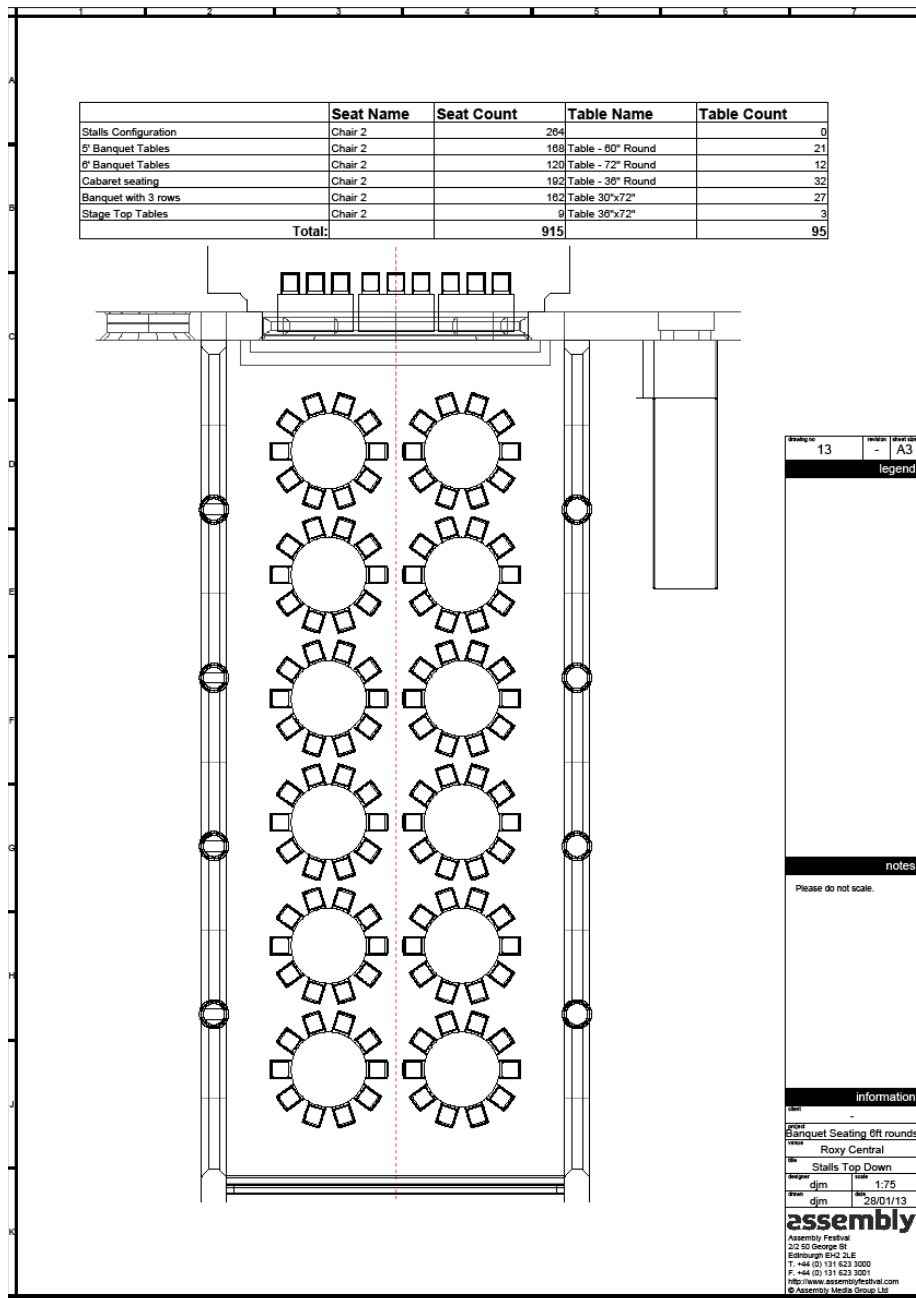 1 2 3 4 5 6 7
A
B
C
D
E
F
G
H
J
K
Seat Name Seat Count Table Name Table Count
Stalls Configuration Chair 2 264 0
5' Banquet Tables Chair 2 168 Table - 60" Round 21
6' Banquet Tables Chair 2 120 Table - 72" Round 12
Cabaret seating Chair 2 192 Table - 36" Round 32
Banquet with 3 rows Chair 2 162 Table 30"x72" 27
Stage Top Tables Chair 2 9 Table 36"x72" 3
Total: 915 95
drawing no revision sheet size
13 - A3
legend
notes
Please do not scale.
information
client
-
project
Banquet Seating 6ft rounds
venue
Roxy Central
title
Stalls Top Down
designer scale
djm 1:75
drawn date
djm 28/01/13
assembly
Assembly Festival
2/2 50 George St
Edinburgh EH2 2LE
T. +44 (0) 131 623 3000
F. +44 (0) 131 623 3001
http://www.assemblyfestival.com
© Assembly Media Group Ltd